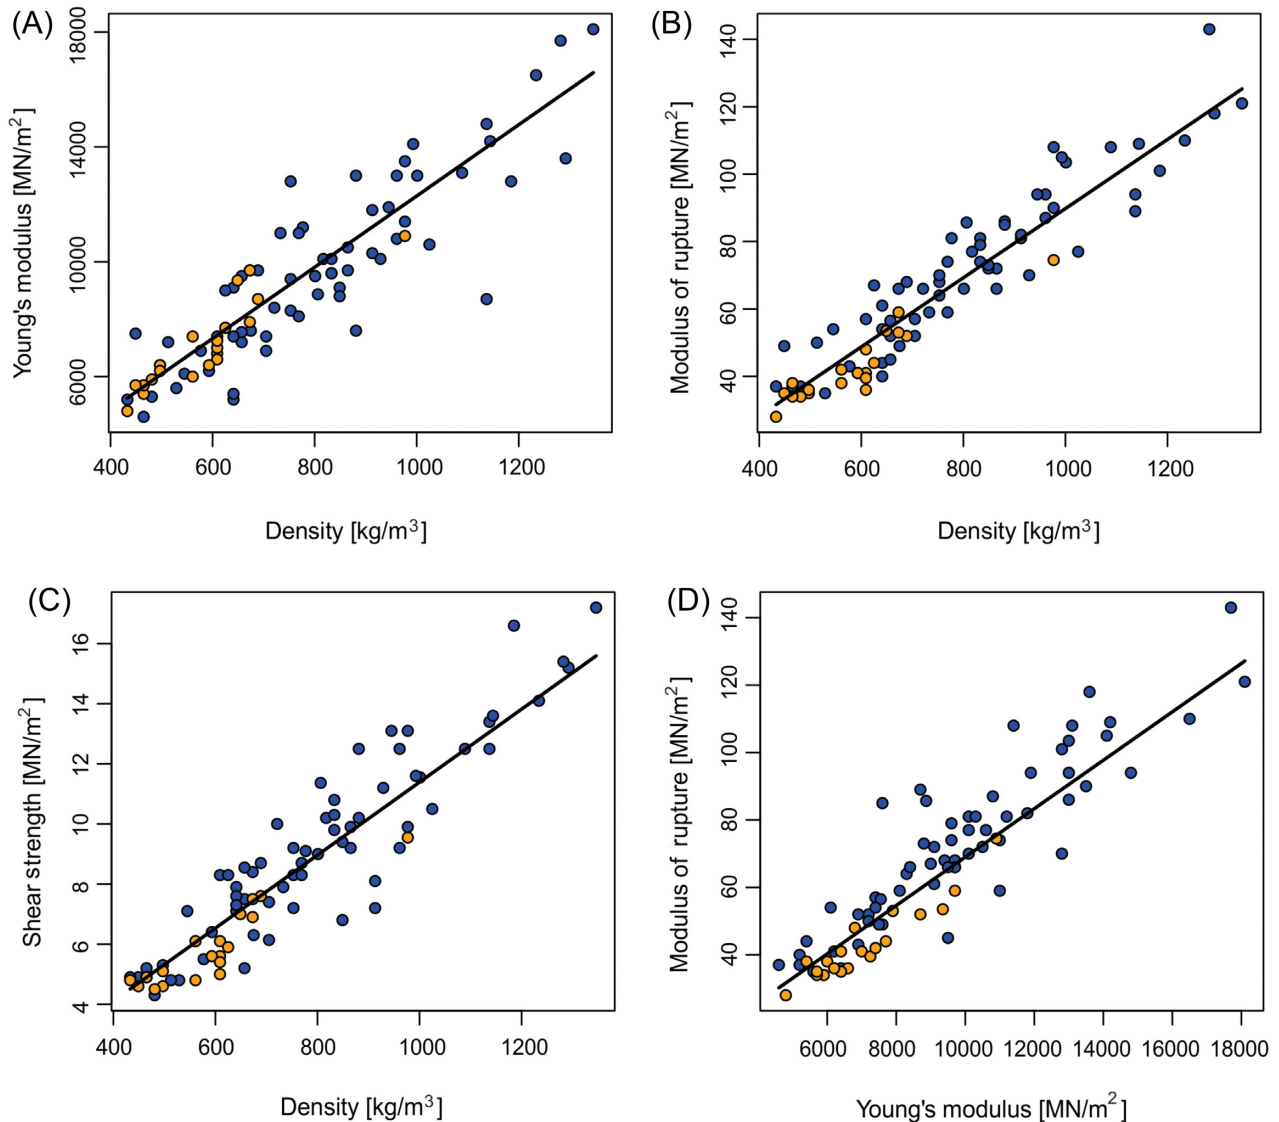 (A)
Young's modulus [MN/m²]
18000
14000
10000
6000
400 600 800 1000 1200
Density [kg/m³]
(B)
Modulus of rupture [MN/m²]
140
120
100
80
60
40
400 600 800 1000 1200
Density [kg/m³]
(C)
Shear strength [MN/m²]
16
14
12
10
8
6
4
400 600 800 1000 1200
Density [kg/m³]
(D)
Modulus of rupture [MN/m²]
140
120
100
80
60
40
6000 8000 10000 12000 14000 16000 18000
Young's modulus [MN/m²]